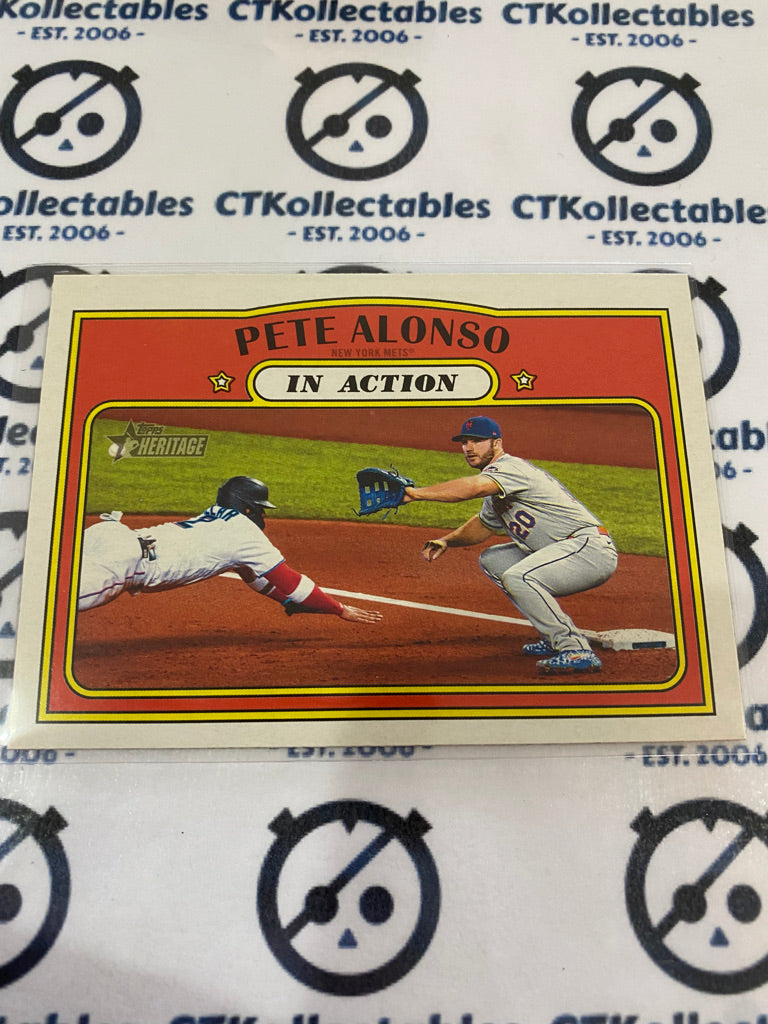 CTKollectables CTKollectables CTKollectables
- EST. 2006 - - EST. 2006 - - EST. 2006 -
ollectables CTKollectables CTKollectable
EST. 2006 - - EST. 2006 - - EST. 2006 -
PETE ALONSO
NEW YORK METS®
IN ACTION
Topps
HERITAGE
20
- EST. 2006 -